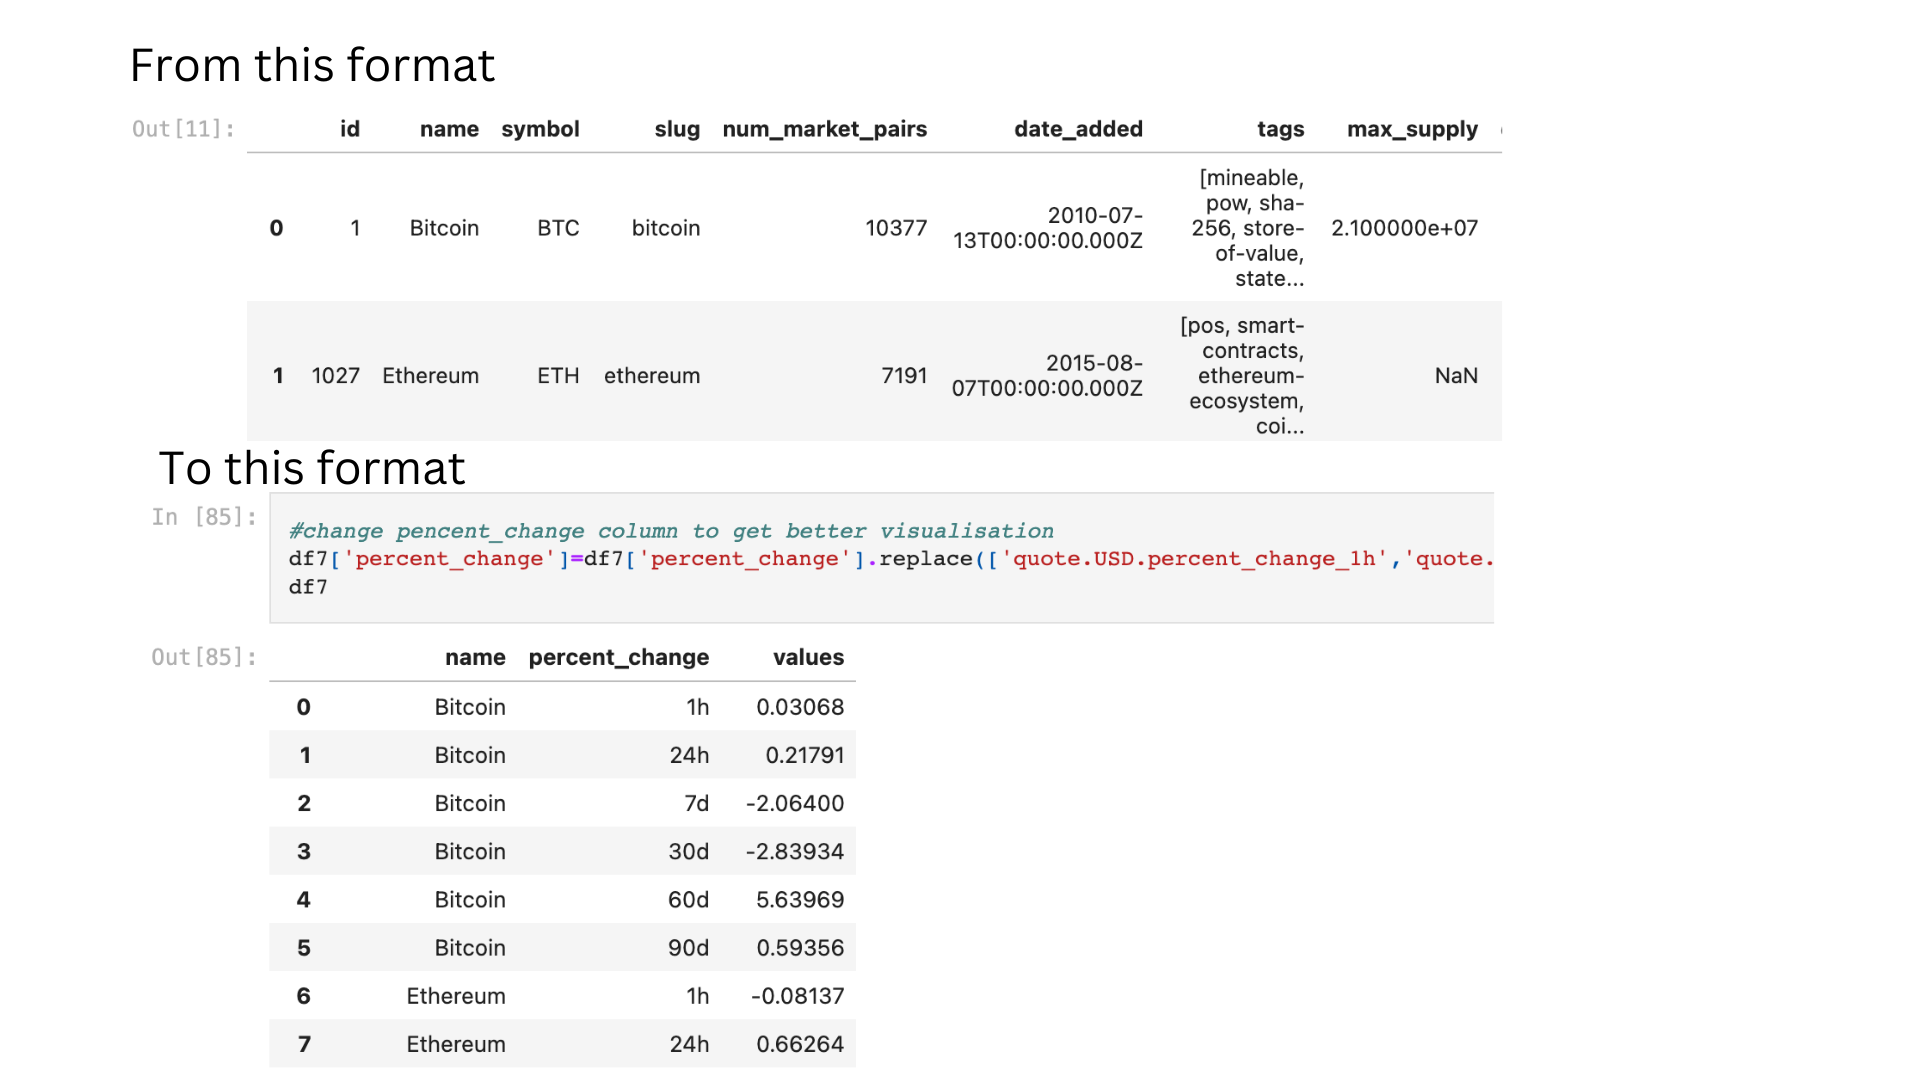 From this format
Out[11]:
id name symbol slug num_market_pairs date_added tags max_supply
0 1 Bitcoin BTC bitcoin 10377 2010-07-13T00:00:00.000Z [mineable, pow, sha-256, store-of-value, state... 2.100000e+07
1 1027 Ethereum ETH ethereum 7191 2015-08-07T00:00:00.000Z [pos, smart-contracts, ethereum-ecosystem, coi... NaN
To this format
In [85]:
#change pencent_change column to get better visualisation
df7['percent_change']=df7['percent_change'].replace(['quote.USD.percent_change_1h','quote.
df7
Out[85]:
name percent_change values
0 Bitcoin 1h 0.03068
1 Bitcoin 24h 0.21791
2 Bitcoin 7d -2.06400
3 Bitcoin 30d -2.83934
4 Bitcoin 60d 5.63969
5 Bitcoin 90d 0.59356
6 Ethereum 1h -0.08137
7 Ethereum 24h 0.66264